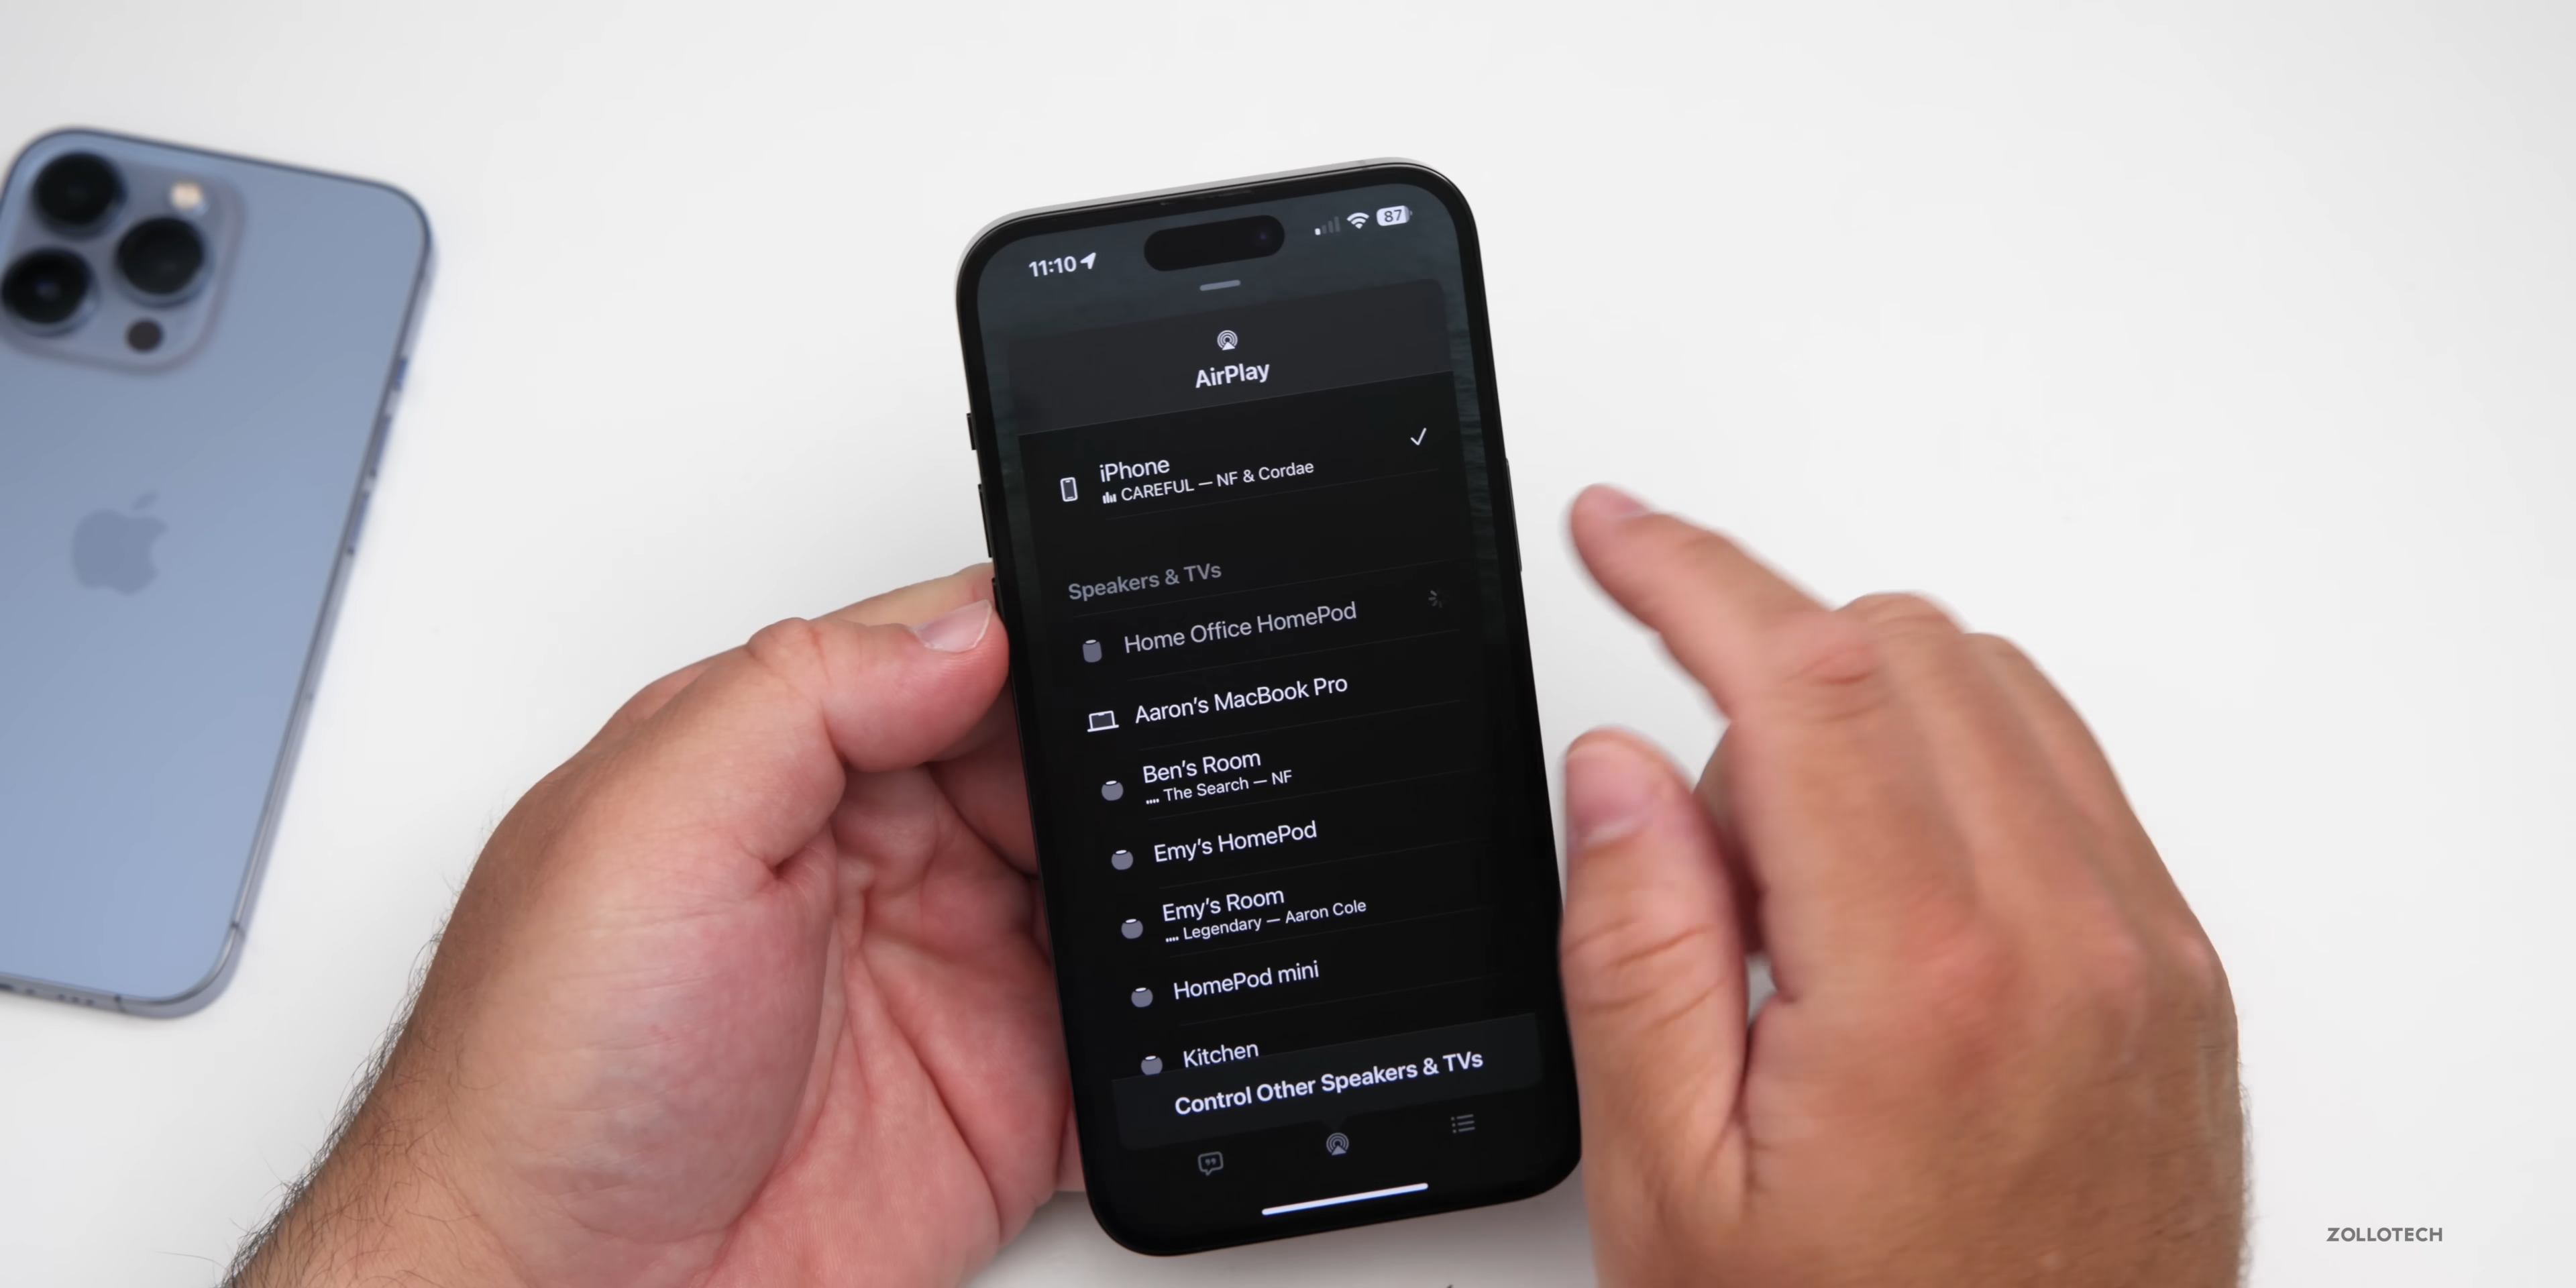 11:10
87
AirPlay
iPhone
CAREFUL — NF & Cordae
Speakers & TVs
Home Office HomePod
Aaron's MacBook Pro
Ben's Room
The Search — NF
Emy's HomePod
Emy's Room
Legendary — Aaron Cole
HomePod mini
Kitchen
Control Other Speakers & TVs
ZOLLOTECH